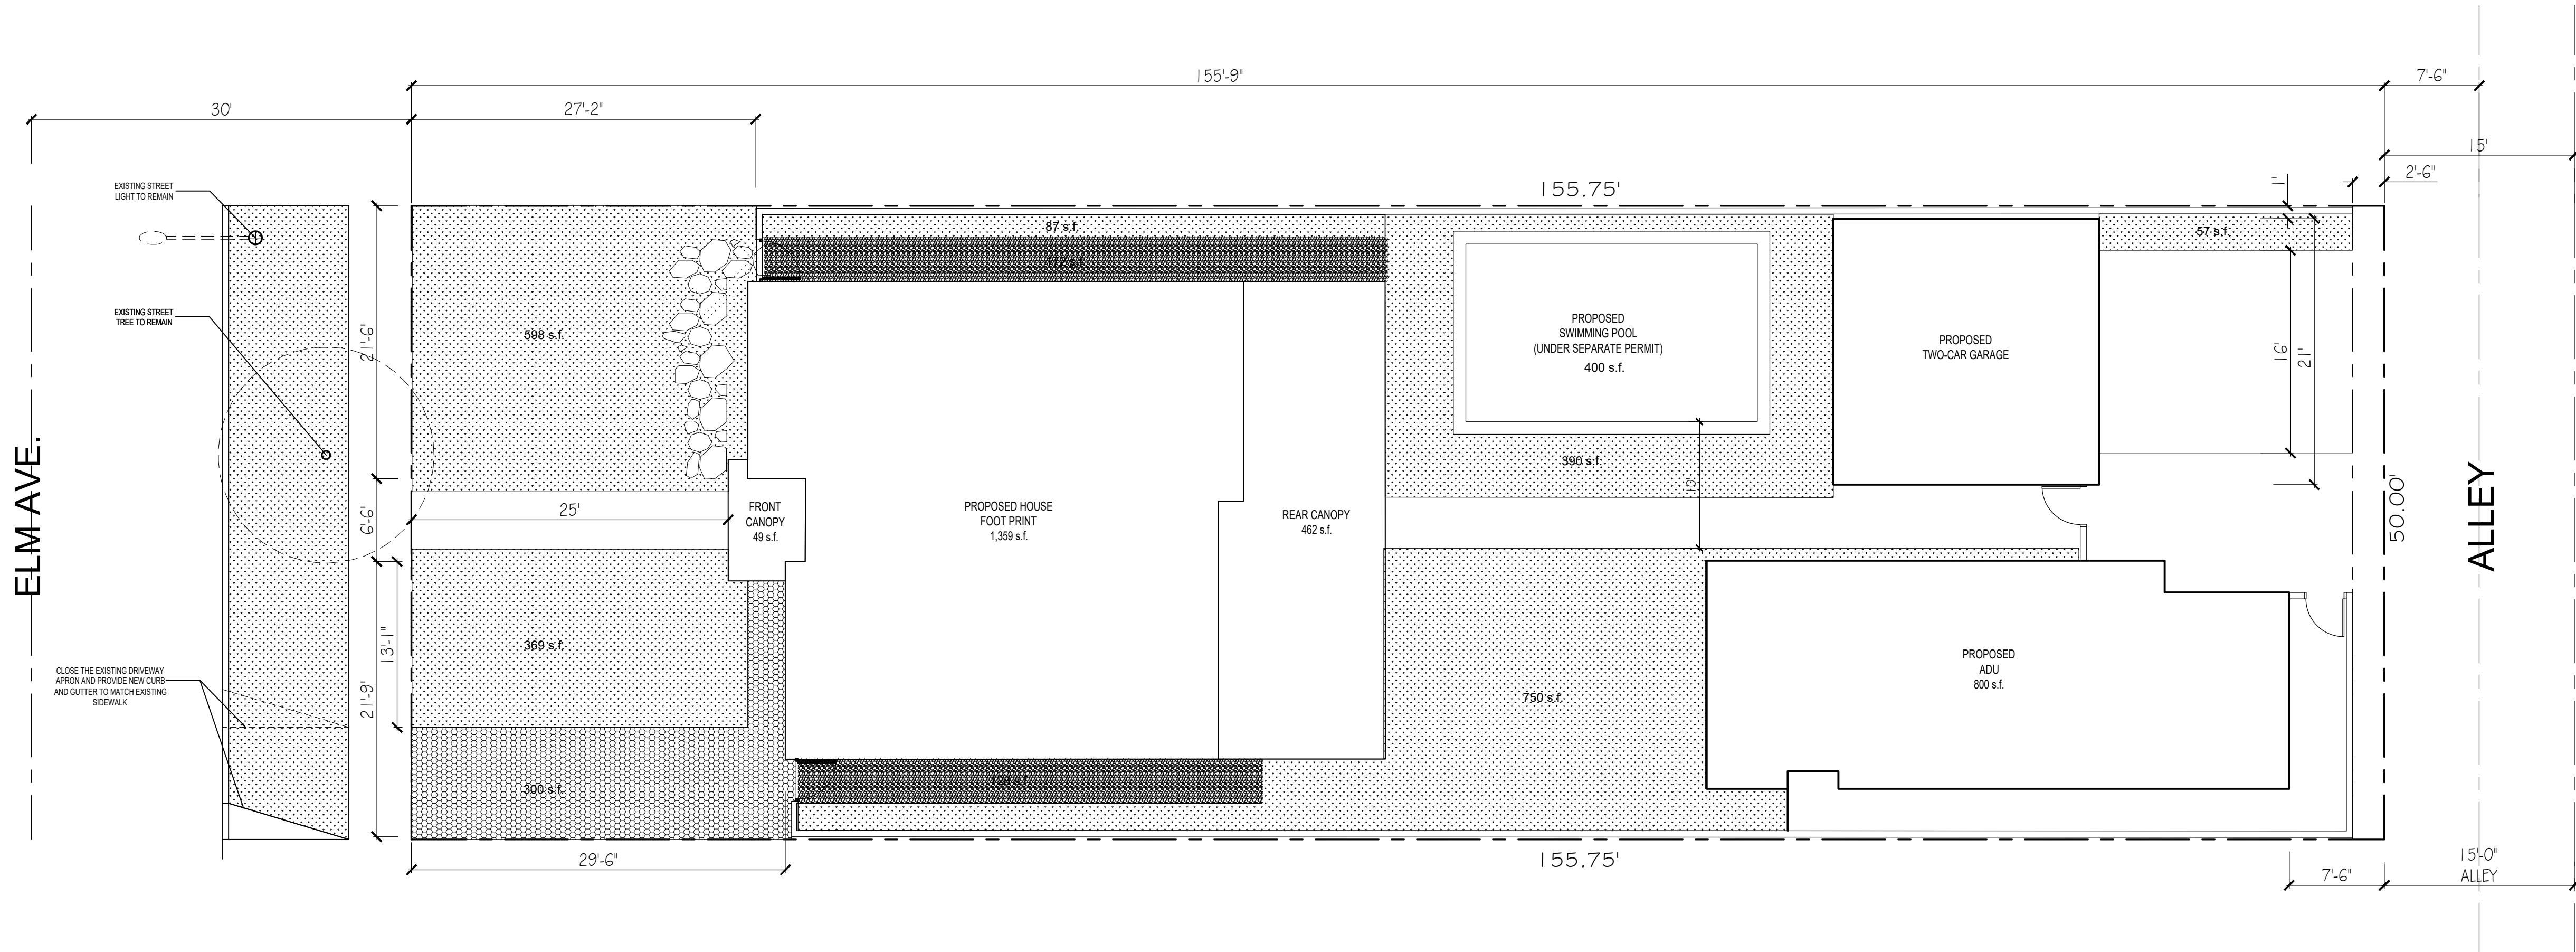 155'-9"
7'-6"
30'
27'-2"
15'
2'-6"
1'
155.75'
EXISTING STREET
LIGHT TO REMAIN
87 s.f.
57 s.f.
172 s.f.
EXISTING STREET
TREE TO REMAIN
21'-6"
598 s.f.
PROPOSED
SWIMMING POOL
(UNDER SEPARATE PERMIT)
400 s.f.
PROPOSED
TWO-CAR GARAGE
16'
21'
390 s.f.
10'
ELM AVE.
6'-6"
25'
FRONT
CANOPY
49 s.f.
PROPOSED HOUSE
FOOT PRINT
1,359 s.f.
REAR CANOPY
462 s.f.
50.00'
ALLEY
13'-1"
369 s.f.
CLOSE THE EXISTING DRIVEWAY
APRON AND PROVIDE NEW CURB
AND GUTTER TO MATCH EXISTING
SIDEWALK
21'-9"
750 s.f.
PROPOSED
ADU
800 s.f.
300 s.f.
128 s.f.
29'-6"
155.75'
7'-6"
15'-0"
ALLEY